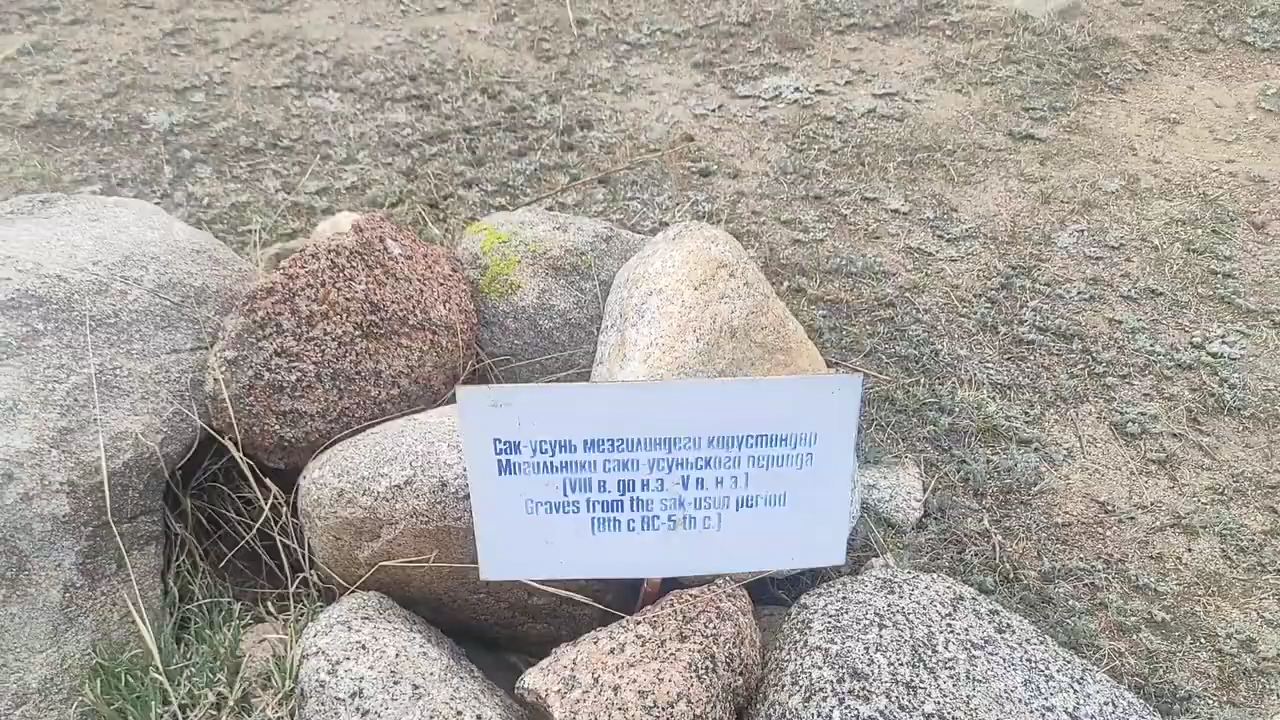 Сак-усунь мезгилиндеги корустондор
Могильники сако-усуньского периода
(VIII в. до н.э. -V в. н э.)
Graves from the sak-usun period
(8th c BC-5 th c.)